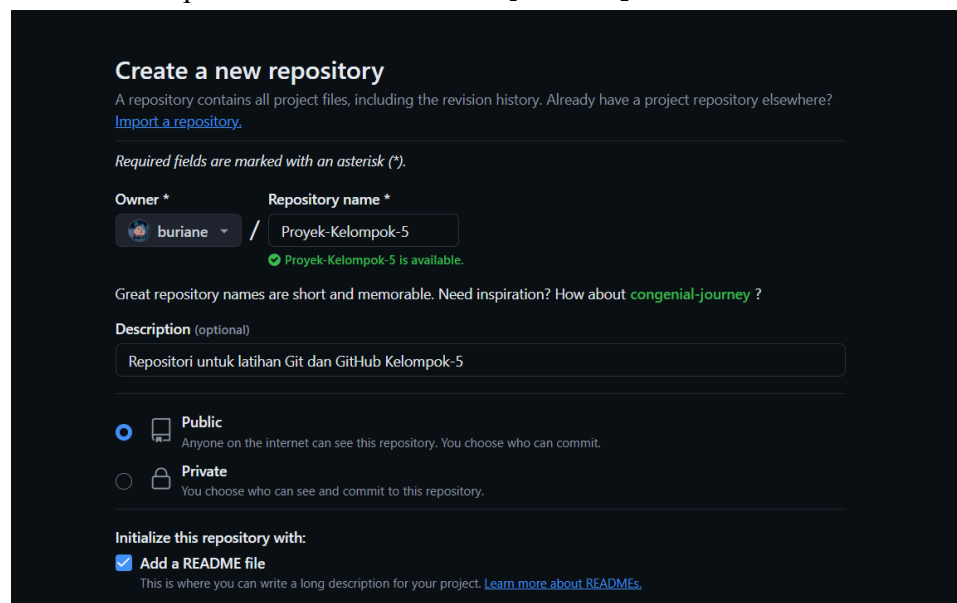 Create a new repository
A repository contains all project files, including the revision history. Already have a project repository elsewhere?
Import a repository.
Required fields are marked with an asterisk (*).
Owner * Repository name *
buriane / Proyek-Kelompok-5
Proyek-Kelompok-5 is available.
Great repository names are short and memorable. Need inspiration? How about congenial-journey ?
Description (optional)
Repositori untuk latihan Git dan GitHub Kelompok-5
Public
Anyone on the internet can see this repository. You choose who can commit.
Private
You choose who can see and commit to this repository.
Initialize this repository with:
Add a README file
This is where you can write a long description for your project. Learn more about READMEs.